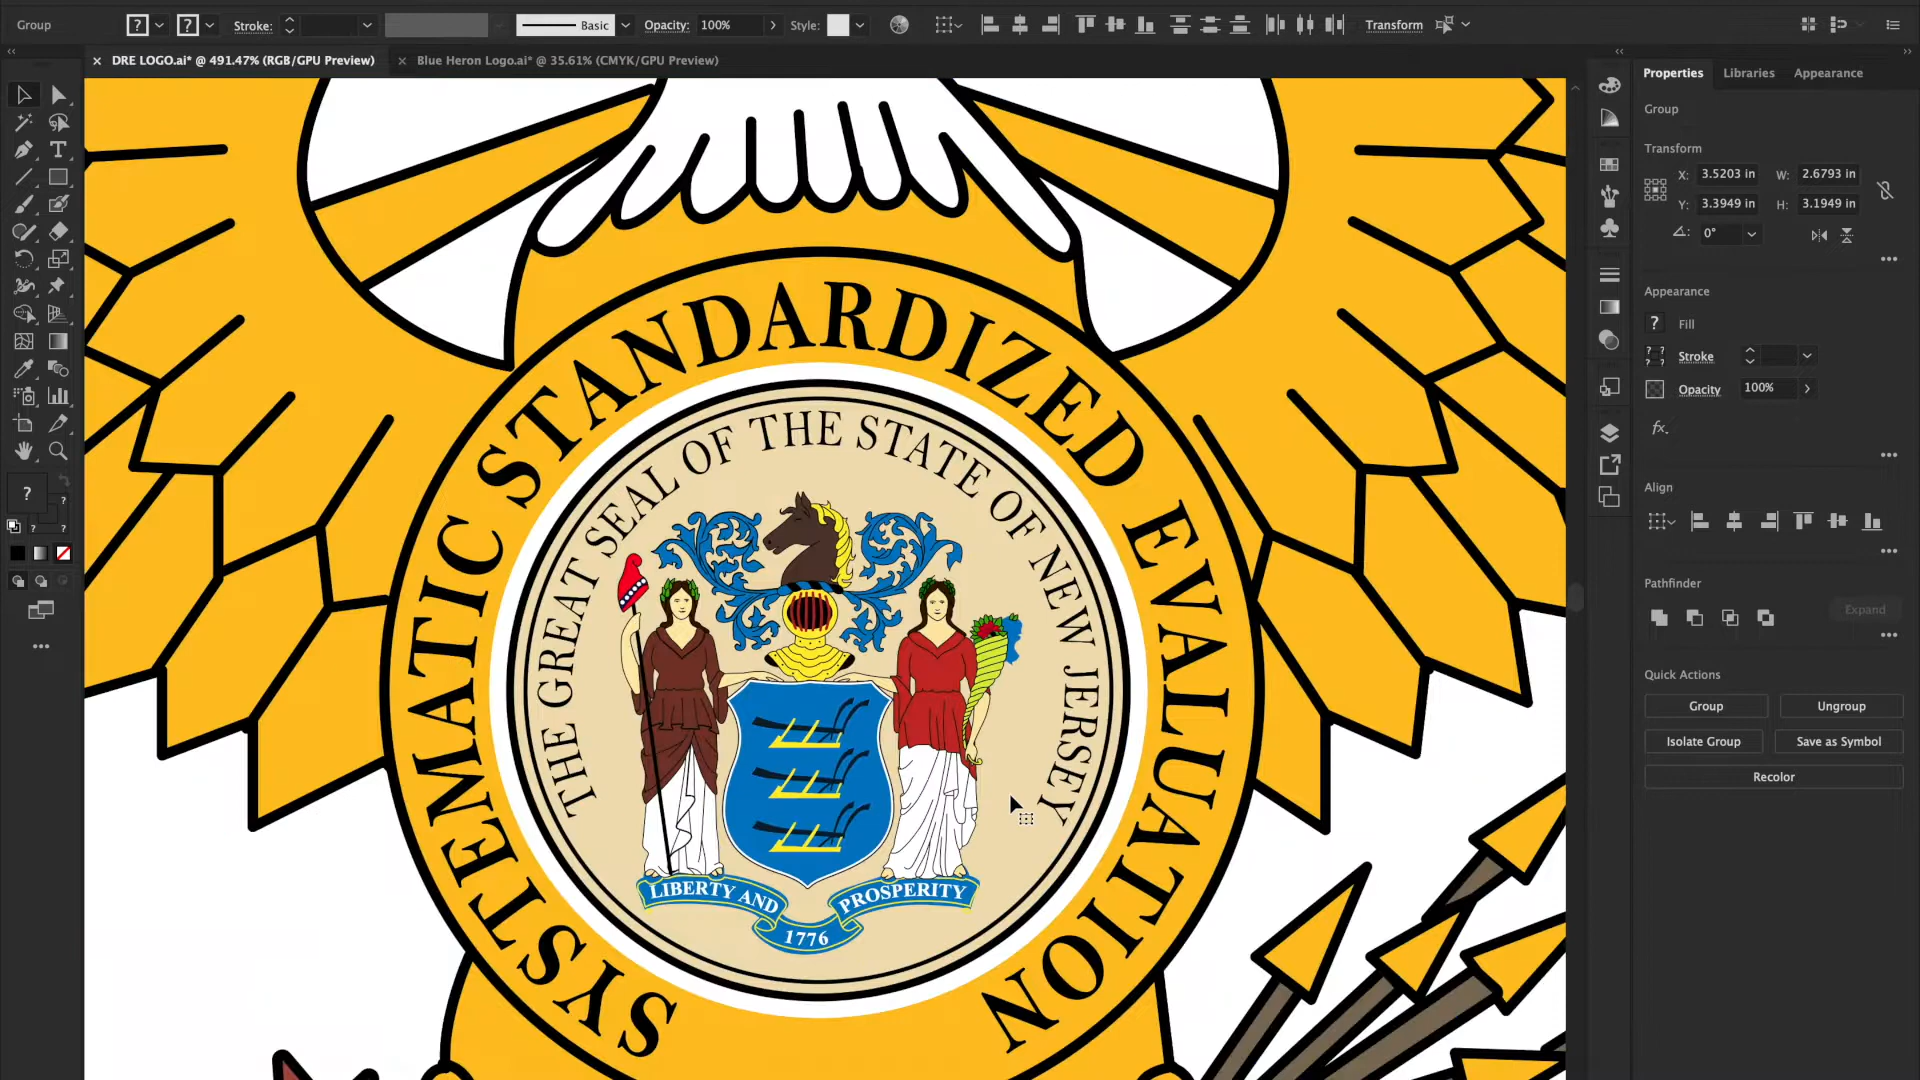 Group
Stroke:
Basic
Opacity: 100%
Style:
Transform
× DRE LOGO.ai* @ 491.47% (RGB/GPU Preview)
× Blue Heron Logo.ai* @ 35.61% (CMYK/GPU Preview)
SYSTEMATIC STANDARDIZED EVALUATION
THE GREAT SEAL OF THE STATE OF NEW JERSEY
LIBERTY AND
PROSPERITY
1776
Properties
Libraries
Appearance
Group
Transform
X: 3.5203 in W: 2.6793 in
Y: 3.3949 in H: 3.1949 in
0°
Appearance
? Fill
Stroke
Opacity 100%
fx.
Align
Pathfinder
Expand
Quick Actions
Group
Ungroup
Isolate Group
Save as Symbol
Recolor